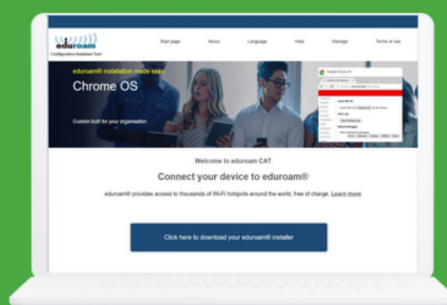 eduroam
Configuration Assistant Tool
Start page About Language Help Manage Terms of use
eduroam® installation made easy
Chrome OS
Custom built for your organisation
Welcome to eduroam CAT
Connect your device to eduroam®
eduroam® provides access to thousands of Wi-Fi hotspots around the world, free of charge. Learn more
Click here to download your eduroam® installer